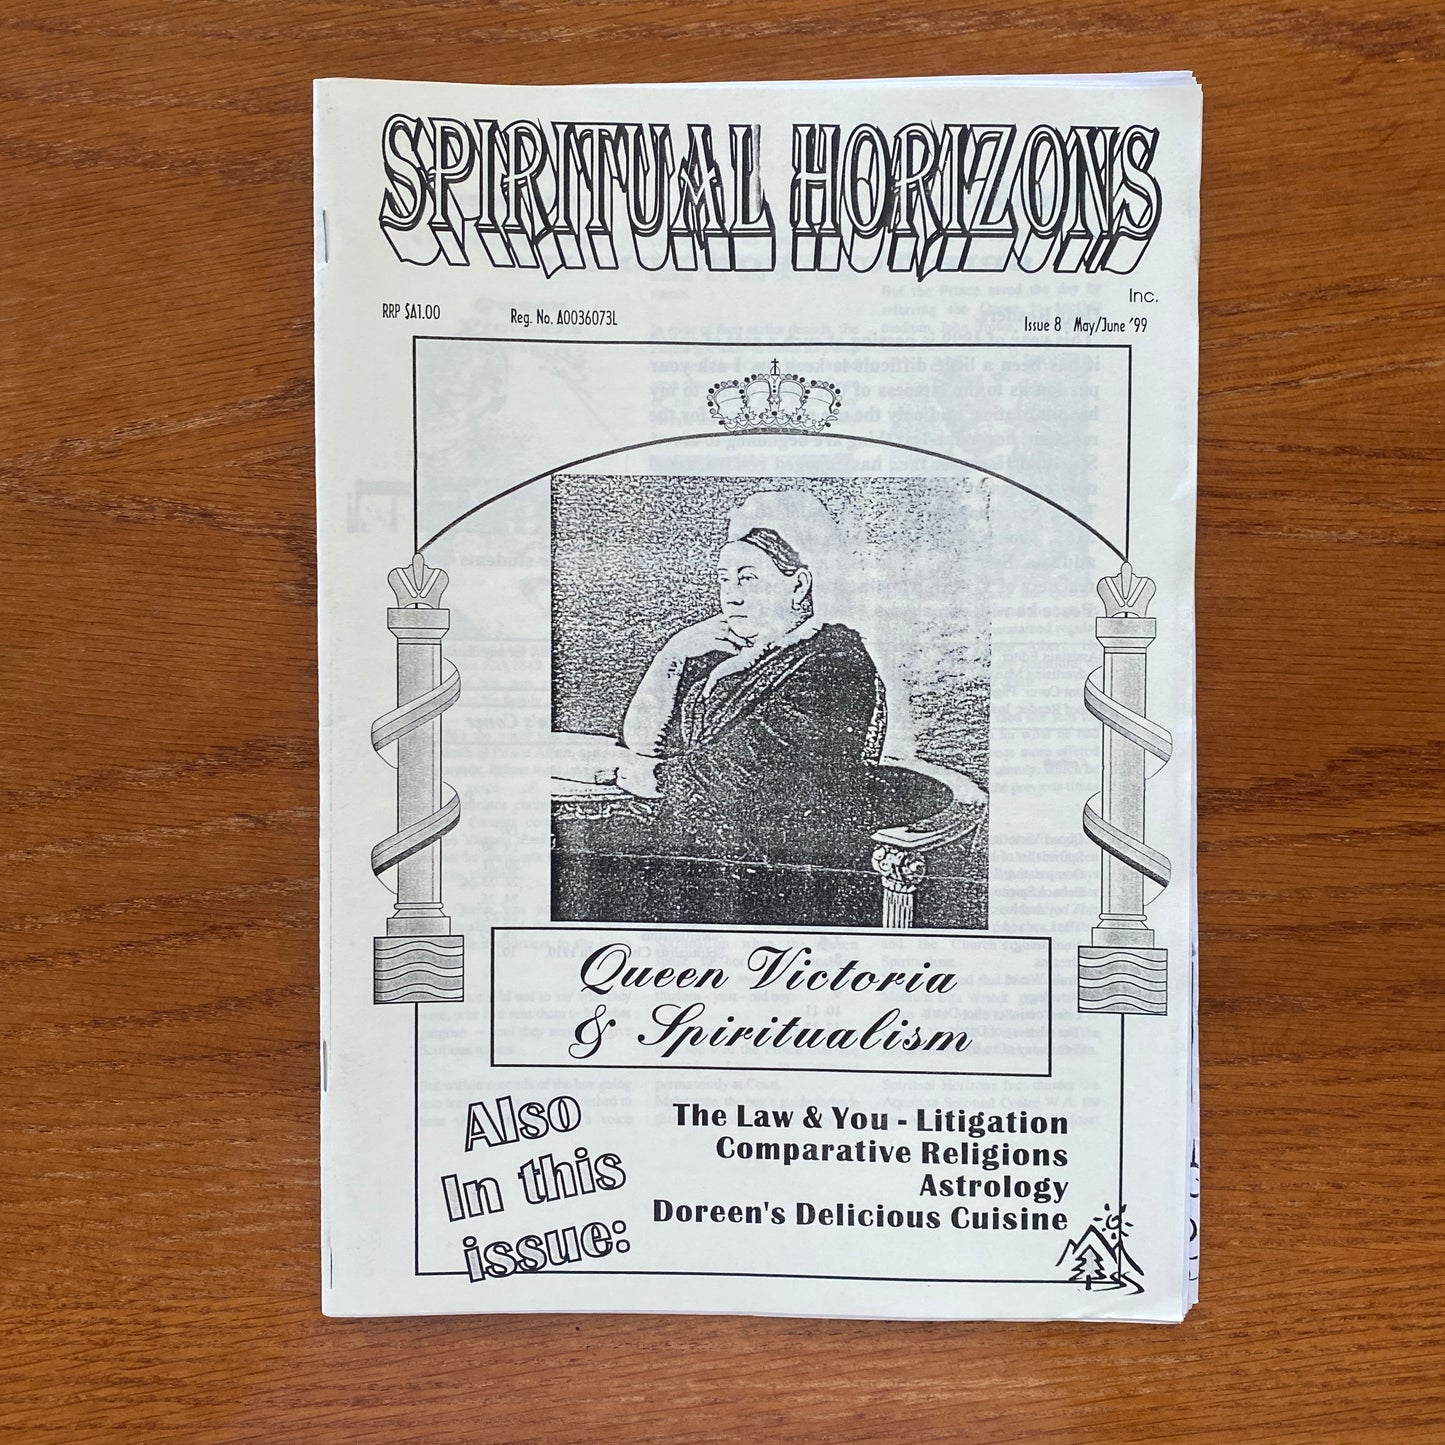 SPIRITUAL HORIZONS
Inc.
RRP $A1.00 Reg. No. A0036073L Issue 8 May/June '99
Queen Victoria
& Spiritualism
Also
In this
issue:
The Law & You - Litigation
Comparative Religions
Astrology
Doreen's Delicious Cuisine